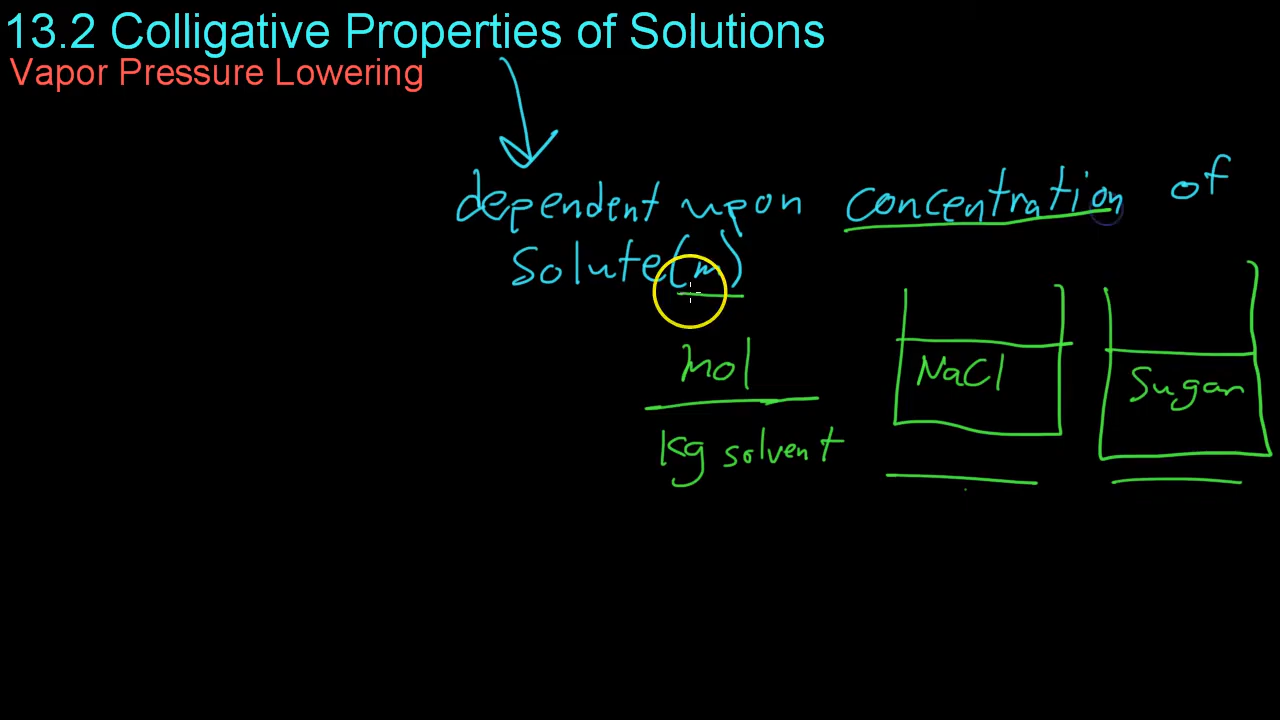 13.2 Colligative Properties of Solutions
Vapor Pressure Lowering
dependent upon concentration of
Solute(m)
mol
kg solvent
NaCl
Sugar